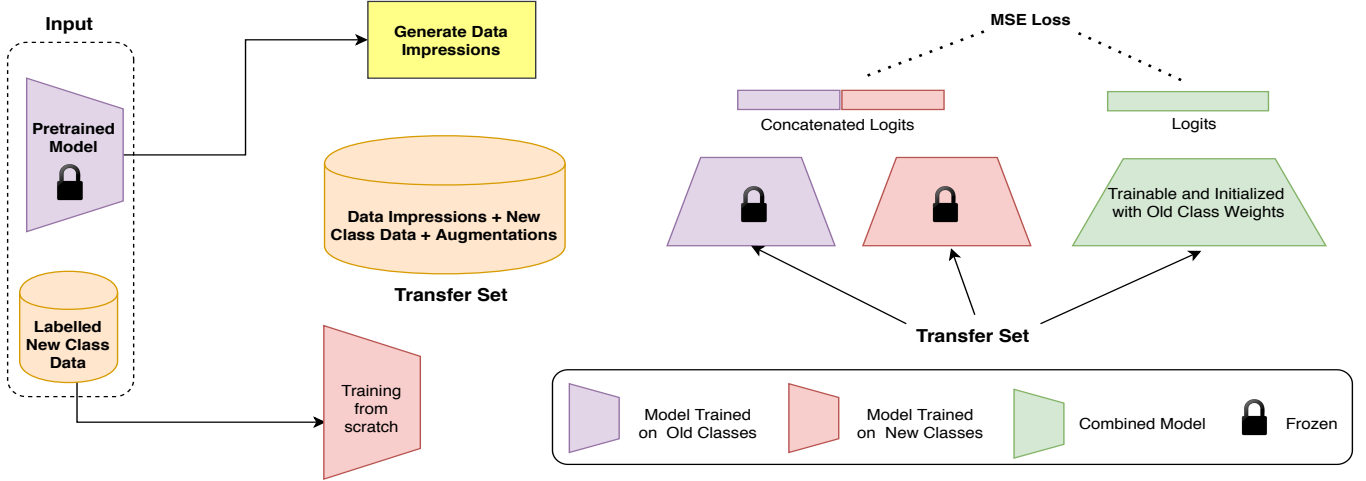 Input
Pretrained
Model
Labelled
New Class
Data
Generate Data
Impressions
Data Impressions + New
Class Data + Augmentations
Transfer Set
Training
from
scratch
MSE Loss
Concatenated Logits
Logits
Trainable and Initialized
with Old Class Weights
Transfer Set
Model Trained
on Old Classes
Model Trained
on New Classes
Combined Model
Frozen